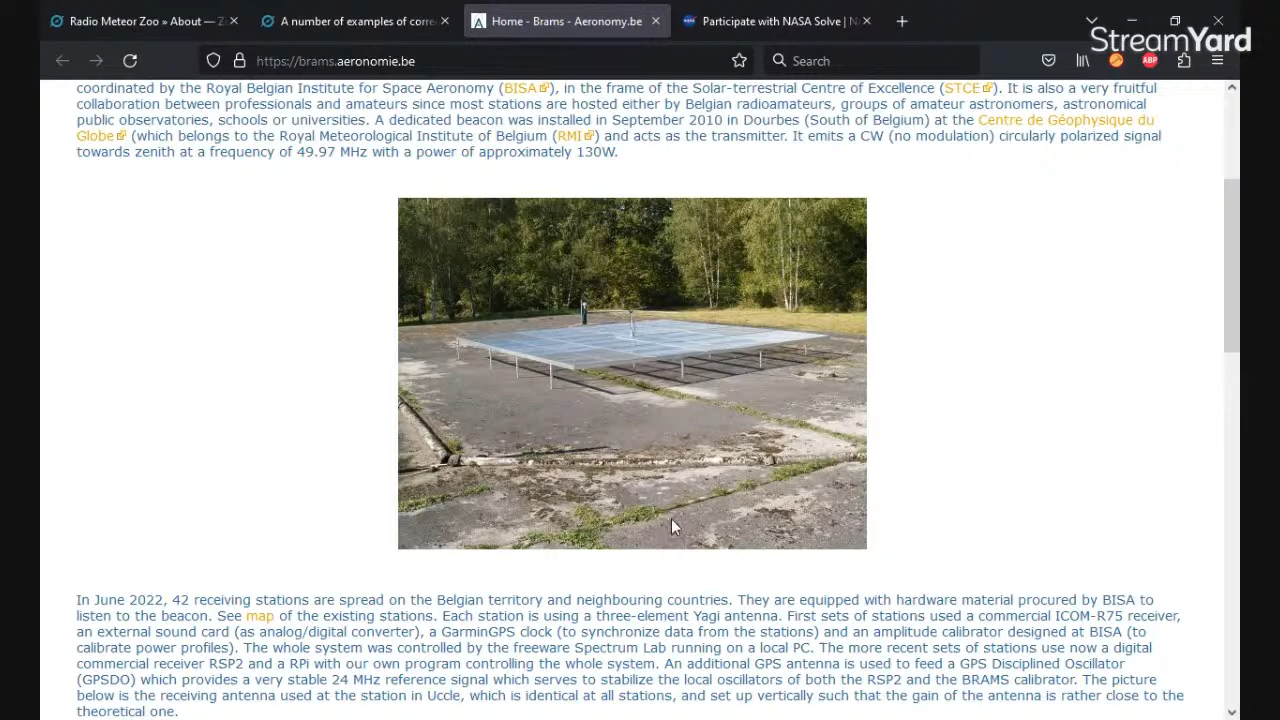 Radio Meteor Zoo » About — Z
A number of examples of corre
Home - Brams - Aeronomy.be
Participate with NASA Solve | N
StreamYard
https://brams.aeronomie.be
Search
ABP
coordinated by the Royal Belgian Institute for Space Aeronomy (BISA), in the frame of the Solar-terrestrial Centre of Excellence (STCE). It is also a very fruitful
collaboration between professionals and amateurs since most stations are hosted either by Belgian radioamateurs, groups of amateur astronomers, astronomical
public observatories, schools or universities. A dedicated beacon was installed in September 2010 in Dourbes (South of Belgium) at the Centre de Géophysique du
Globe (which belongs to the Royal Meteorological Institute of Belgium (RMI) and acts as the transmitter. It emits a CW (no modulation) circularly polarized signal
towards zenith at a frequency of 49.97 MHz with a power of approximately 130W.
In June 2022, 42 receiving stations are spread on the Belgian territory and neighbouring countries. They are equipped with hardware material procured by BISA to
listen to the beacon. See map of the existing stations. Each station is using a three-element Yagi antenna. First sets of stations used a commercial ICOM-R75 receiver,
an external sound card (as analog/digital converter), a GarminGPS clock (to synchronize data from the stations) and an amplitude calibrator designed at BISA (to
calibrate power profiles). The whole system was controlled by the freeware Spectrum Lab running on a local PC. The more recent sets of stations use now a digital
commercial receiver RSP2 and a RPi with our own program controlling the whole system. An additional GPS antenna is used to feed a GPS Disciplined Oscillator
(GPSDO) which provides a very stable 24 MHz reference signal which serves to stabilize the local oscillators of both the RSP2 and the BRAMS calibrator. The picture
below is the receiving antenna used at the station in Uccle, which is identical at all stations, and set up vertically such that the gain of the antenna is rather close to the
theoretical one.